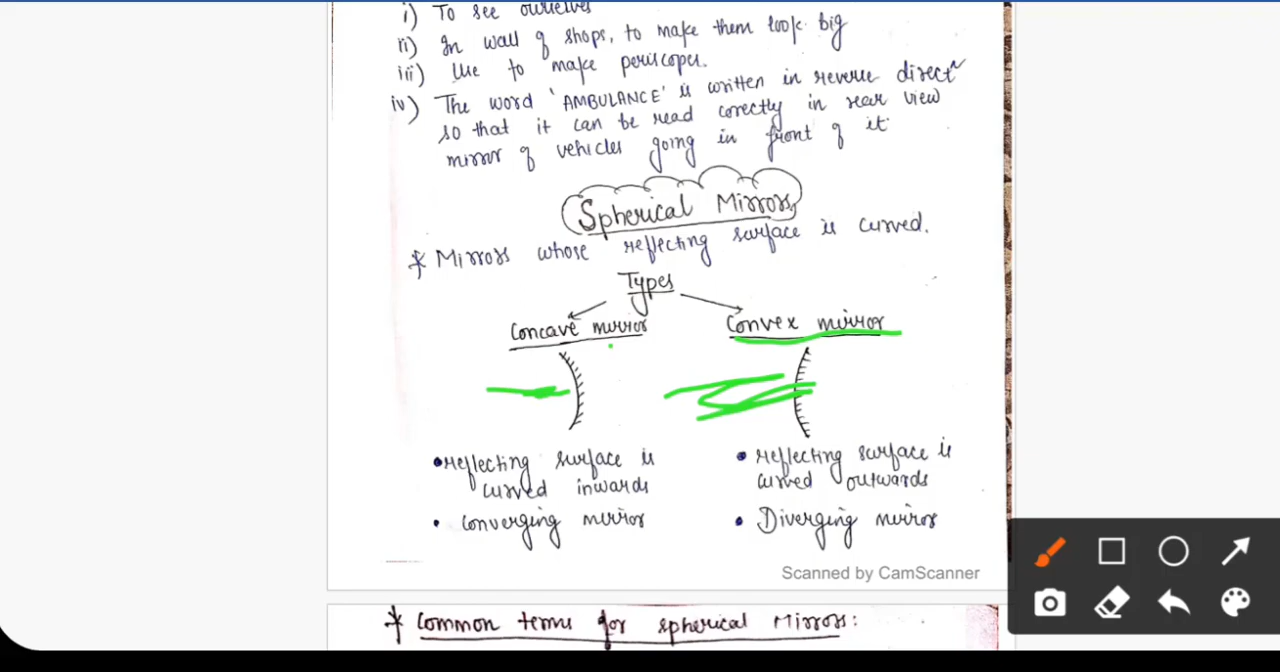 i) To see ourselves
ii) In wall of shops, to make them look big
iii) Use to make periscopes.
iv) The word 'AMBULANCE' is written in reverse directn
so that it can be read corectly in rear view
mirror of vehicles going in front of it
Spherical Mirrors
* Mirrors whose reflecting surface is curved.
Types
Concave mirror
Convex mirror
• reflecting surface is
curved inwards
• converging mirror
• reflecting surface is
curved outwards
• Diverging mirror
Scanned by CamScanner
* Common terms for spherical Mirrors: